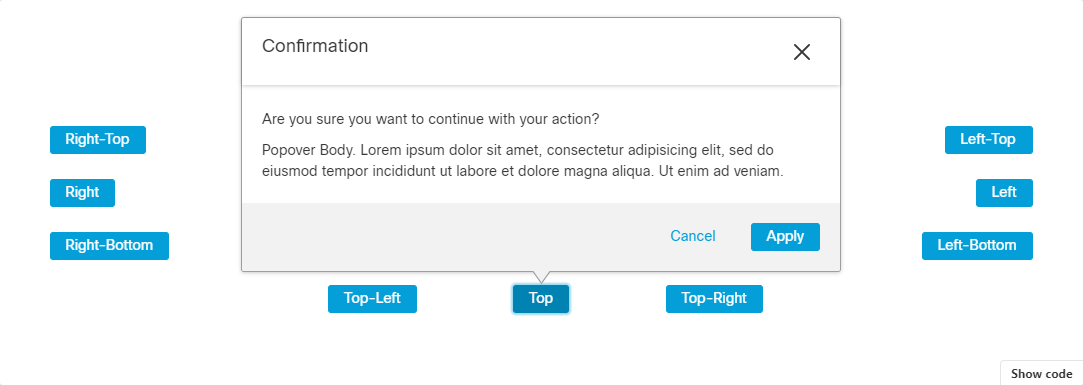 Confirmation
Are you sure you want to continue with your action?
Popover Body. Lorem ipsum dolor sit amet, consectetur adipisicing elit, sed do
eiusmod tempor incididunt ut labore et dolore magna aliqua. Ut enim ad veniam.
Cancel
Apply
Right-Top
Left-Top
Right
Left
Right-Bottom
Left-Bottom
Top-Left
Top
Top-Right
Show code